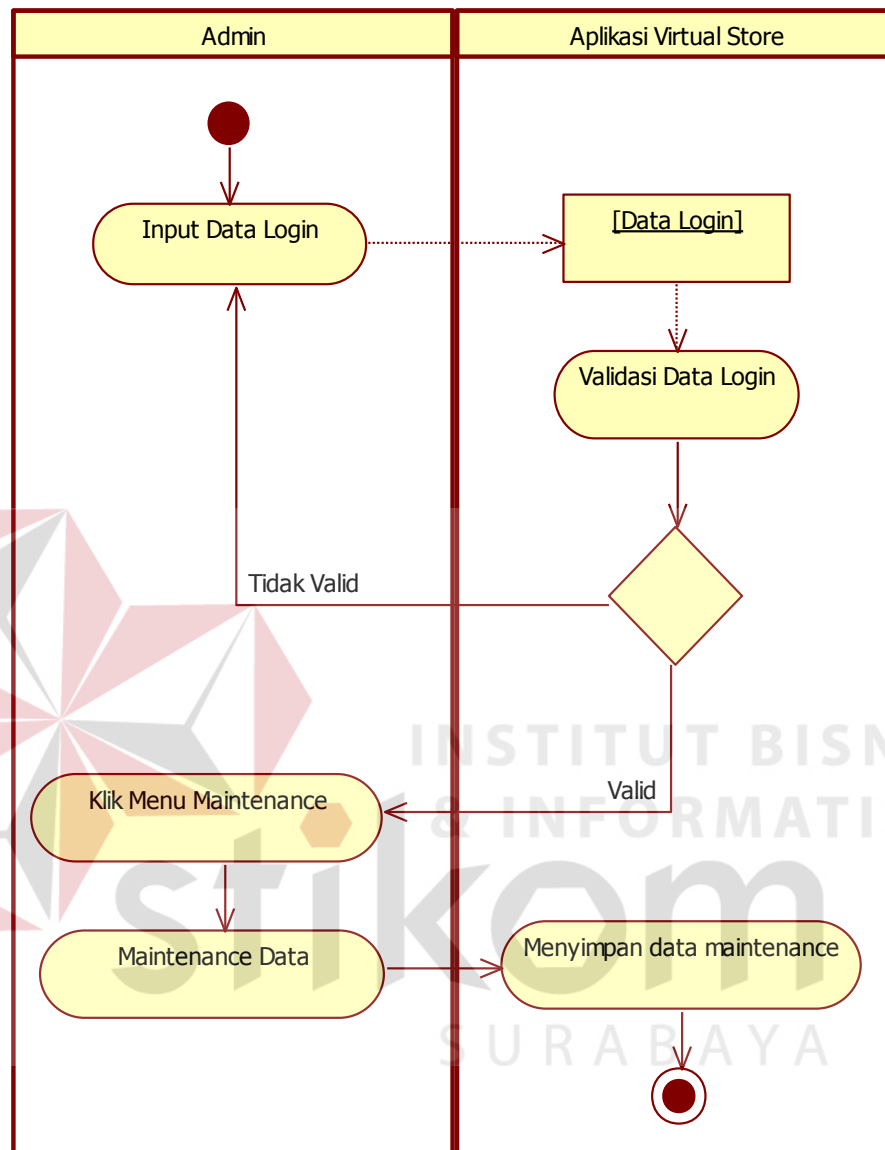 Admin
Aplikasi Virtual Store
Input Data Login
[Data Login]
Validasi Data Login
Tidak Valid
INSTITUT BISN
Valid
Klik Menu Maintenance
& INFORMATI
stikom
Maintenance Data
Menyimpan data maintenance
SURABAYA